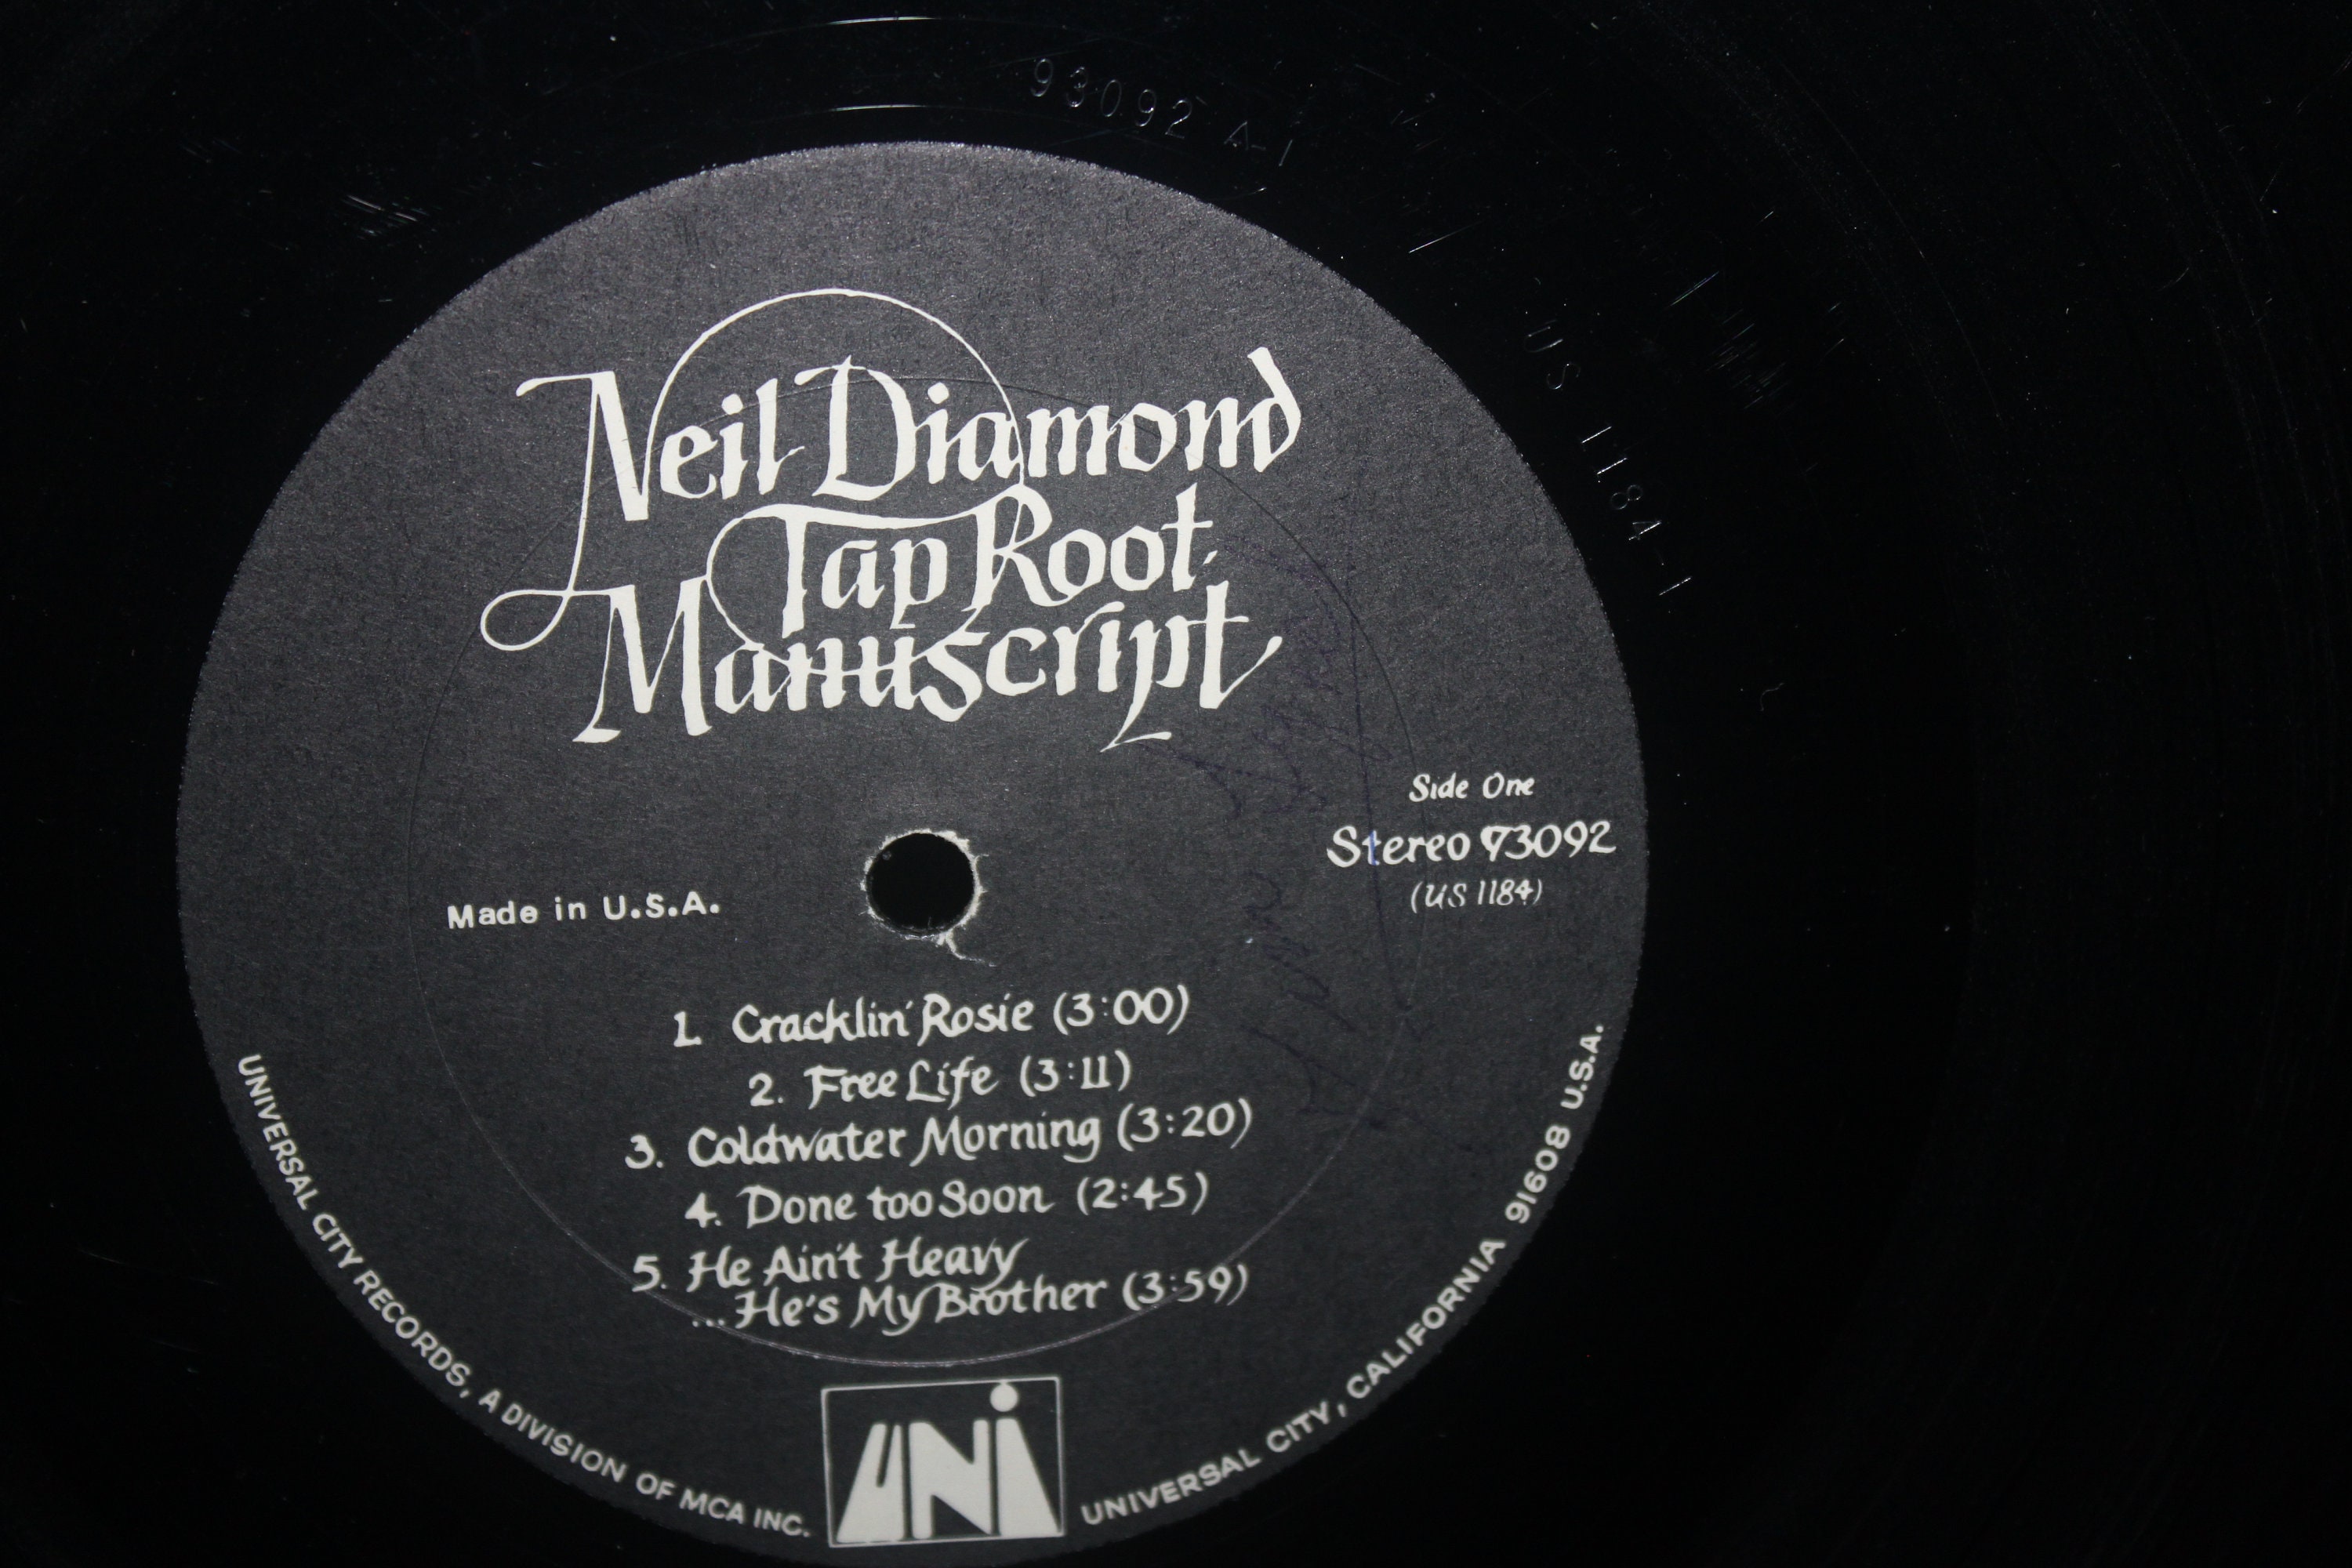 93092 A-1
US 1184-1
Neil Diamond
Tap Root
Manuscript
Side One
Stereo 73092
(US 1184)
Made in U.S.A.
1. Cracklin' Rosie (3:00)
2. Free Life (3:11)
3. Coldwater Morning (3:20)
4. Done too Soon (2:45)
5. He Ain't Heavy
...He's My Brother (3:59)
UNi
UNIVERSAL CITY RECORDS, A DIVISION OF MCA INC.
UNIVERSAL CITY, CALIFORNIA 91608 U.S.A.